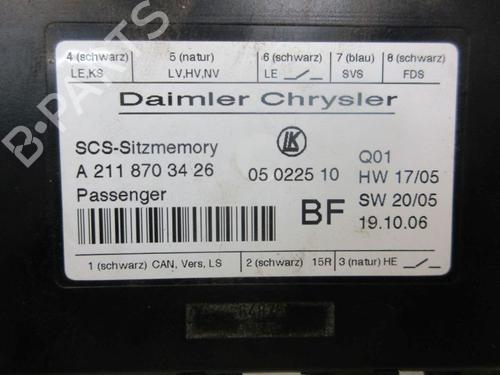 4 (schwarz) 5 (natur) 6 (schwarz) 7 (blau) 8 (schwarz)
LE,KS LV,HV,NV LE SVS FDS
Daimler Chrysler
SCS-Sitzmemory LK Q01
A 211 870 34 26 05 0225 10 HW 17/05
Passenger BF SW 20/05
19.10.06
1 (schwarz) CAN, Vers, LS 2 (schwarz) 15R 3 (natur) HE
B-PARTS